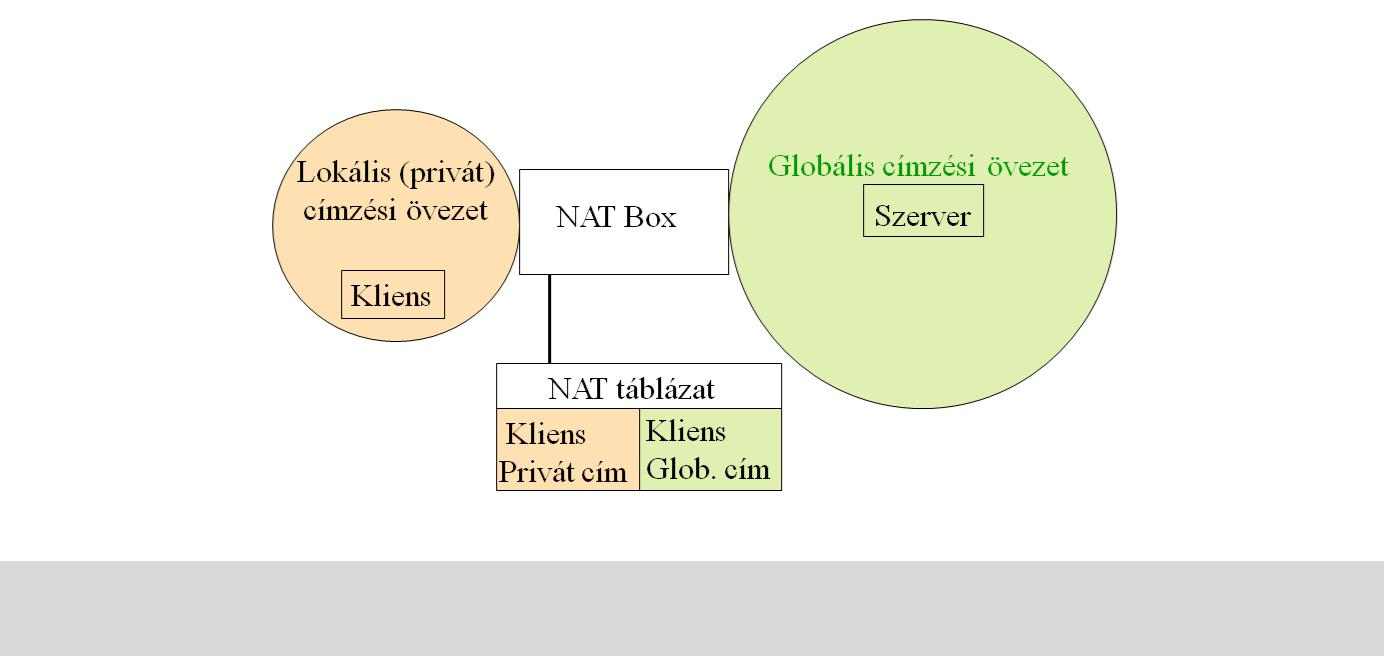 Lokális (privát)
címzési övezet
Kliens
NAT Box
Globális címzési övezet
Szerver
NAT táblázat
Kliens
Privát cím
Kliens
Glob. cím